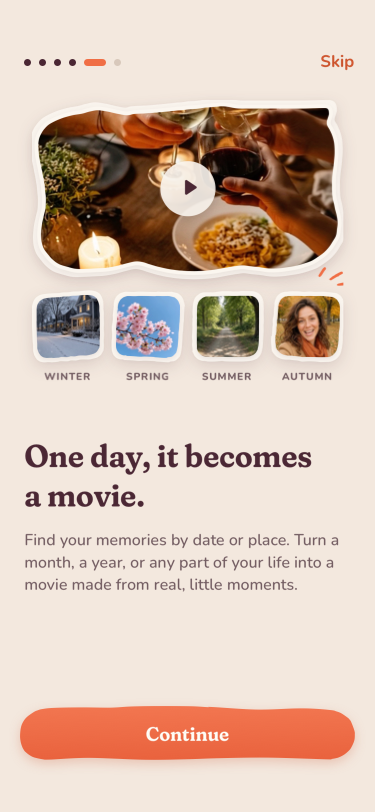 Skip
WINTER SPRING SUMMER AUTUMN
One day, it becomes
a movie.
Find your memories by date or place. Turn a
month, a year, or any part of your life into a
movie made from real, little moments.
Continue